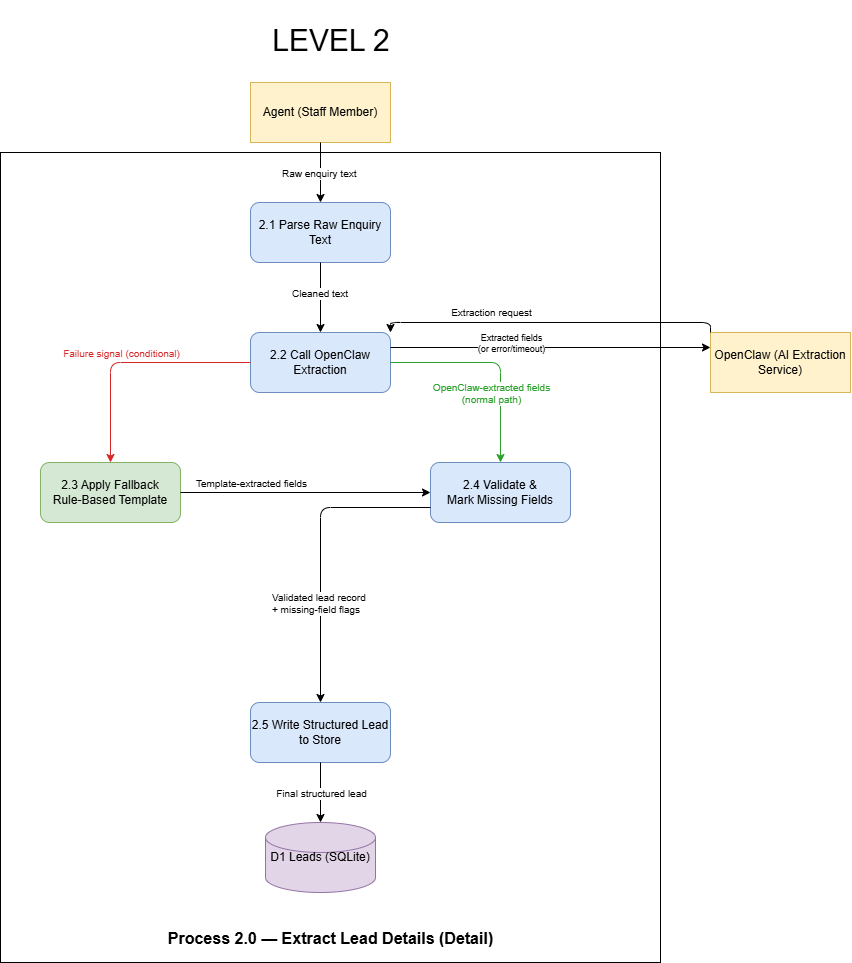 LEVEL 2
Agent (Staff Member)
Raw enquiry text
2.1 Parse Raw Enquiry
Text
Cleaned text
Extraction request
Extracted fields
(or error/timeout)
2.2 Call OpenClaw
Extraction
OpenClaw (AI Extraction
Service)
Failure signal (conditional)
OpenClaw-extracted fields
(normal path)
2.3 Apply Fallback
Rule-Based Template
Template-extracted fields
2.4 Validate &
Mark Missing Fields
Validated lead record
+ missing-field flags
2.5 Write Structured Lead
to Store
Final structured lead
D1 Leads (SQLite)
Process 2.0 — Extract Lead Details (Detail)